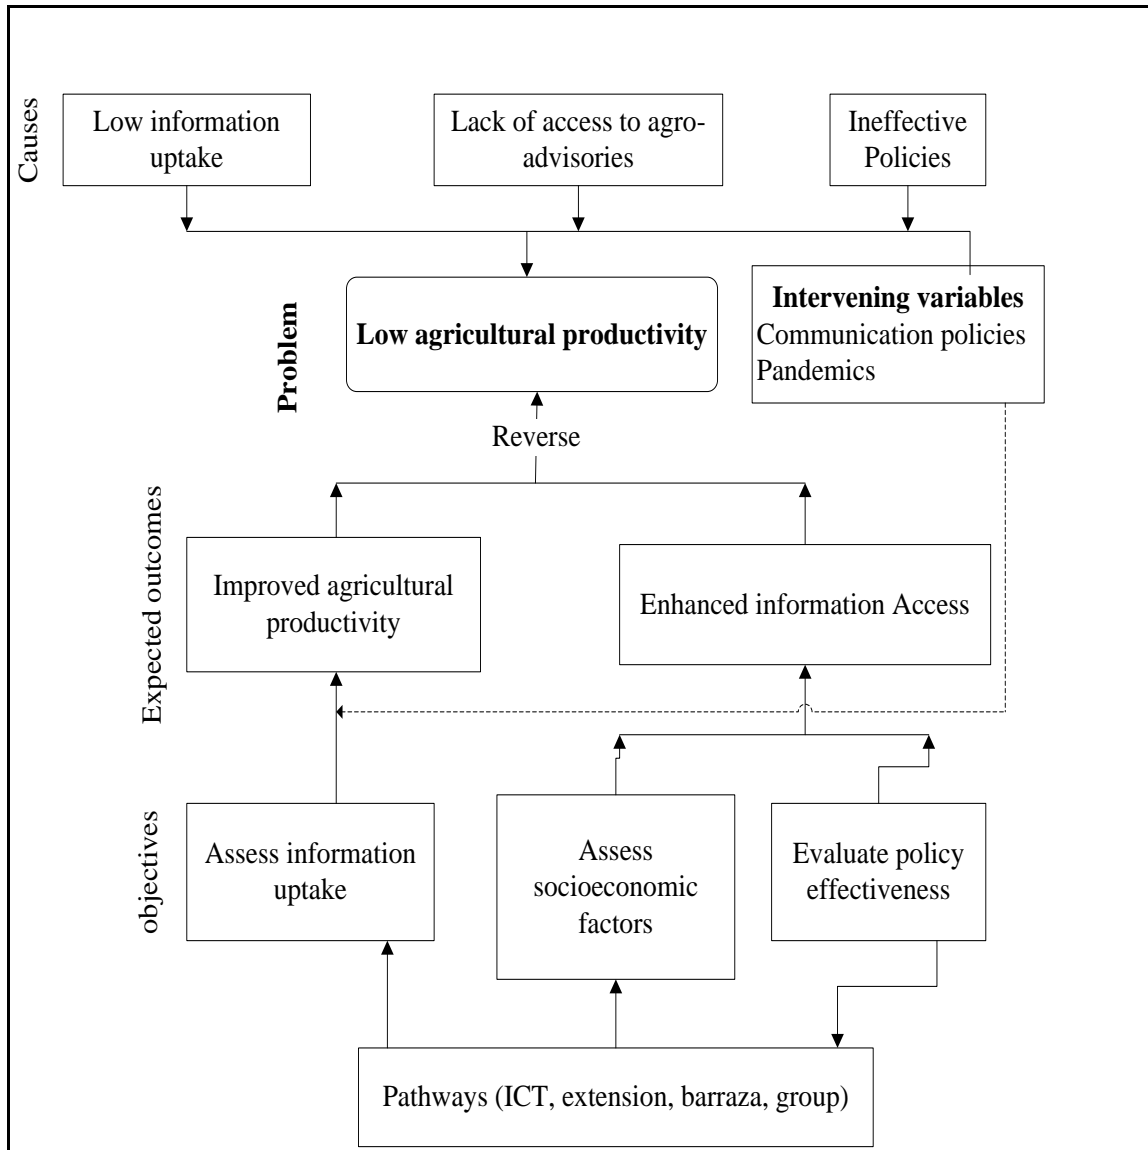 Causes
Low information
uptake
Lack of access to agro-
advisories
Ineffective
Policies
Problem
Low agricultural productivity
Intervening variables
Communication policies
Pandemics
Reverse
Expected outcomes
Improved agricultural
productivity
Enhanced information Access
objectives
Assess information
uptake
Assess
socioeconomic
factors
Evaluate policy
effectiveness
Pathways (ICT, extension, barraza, group)